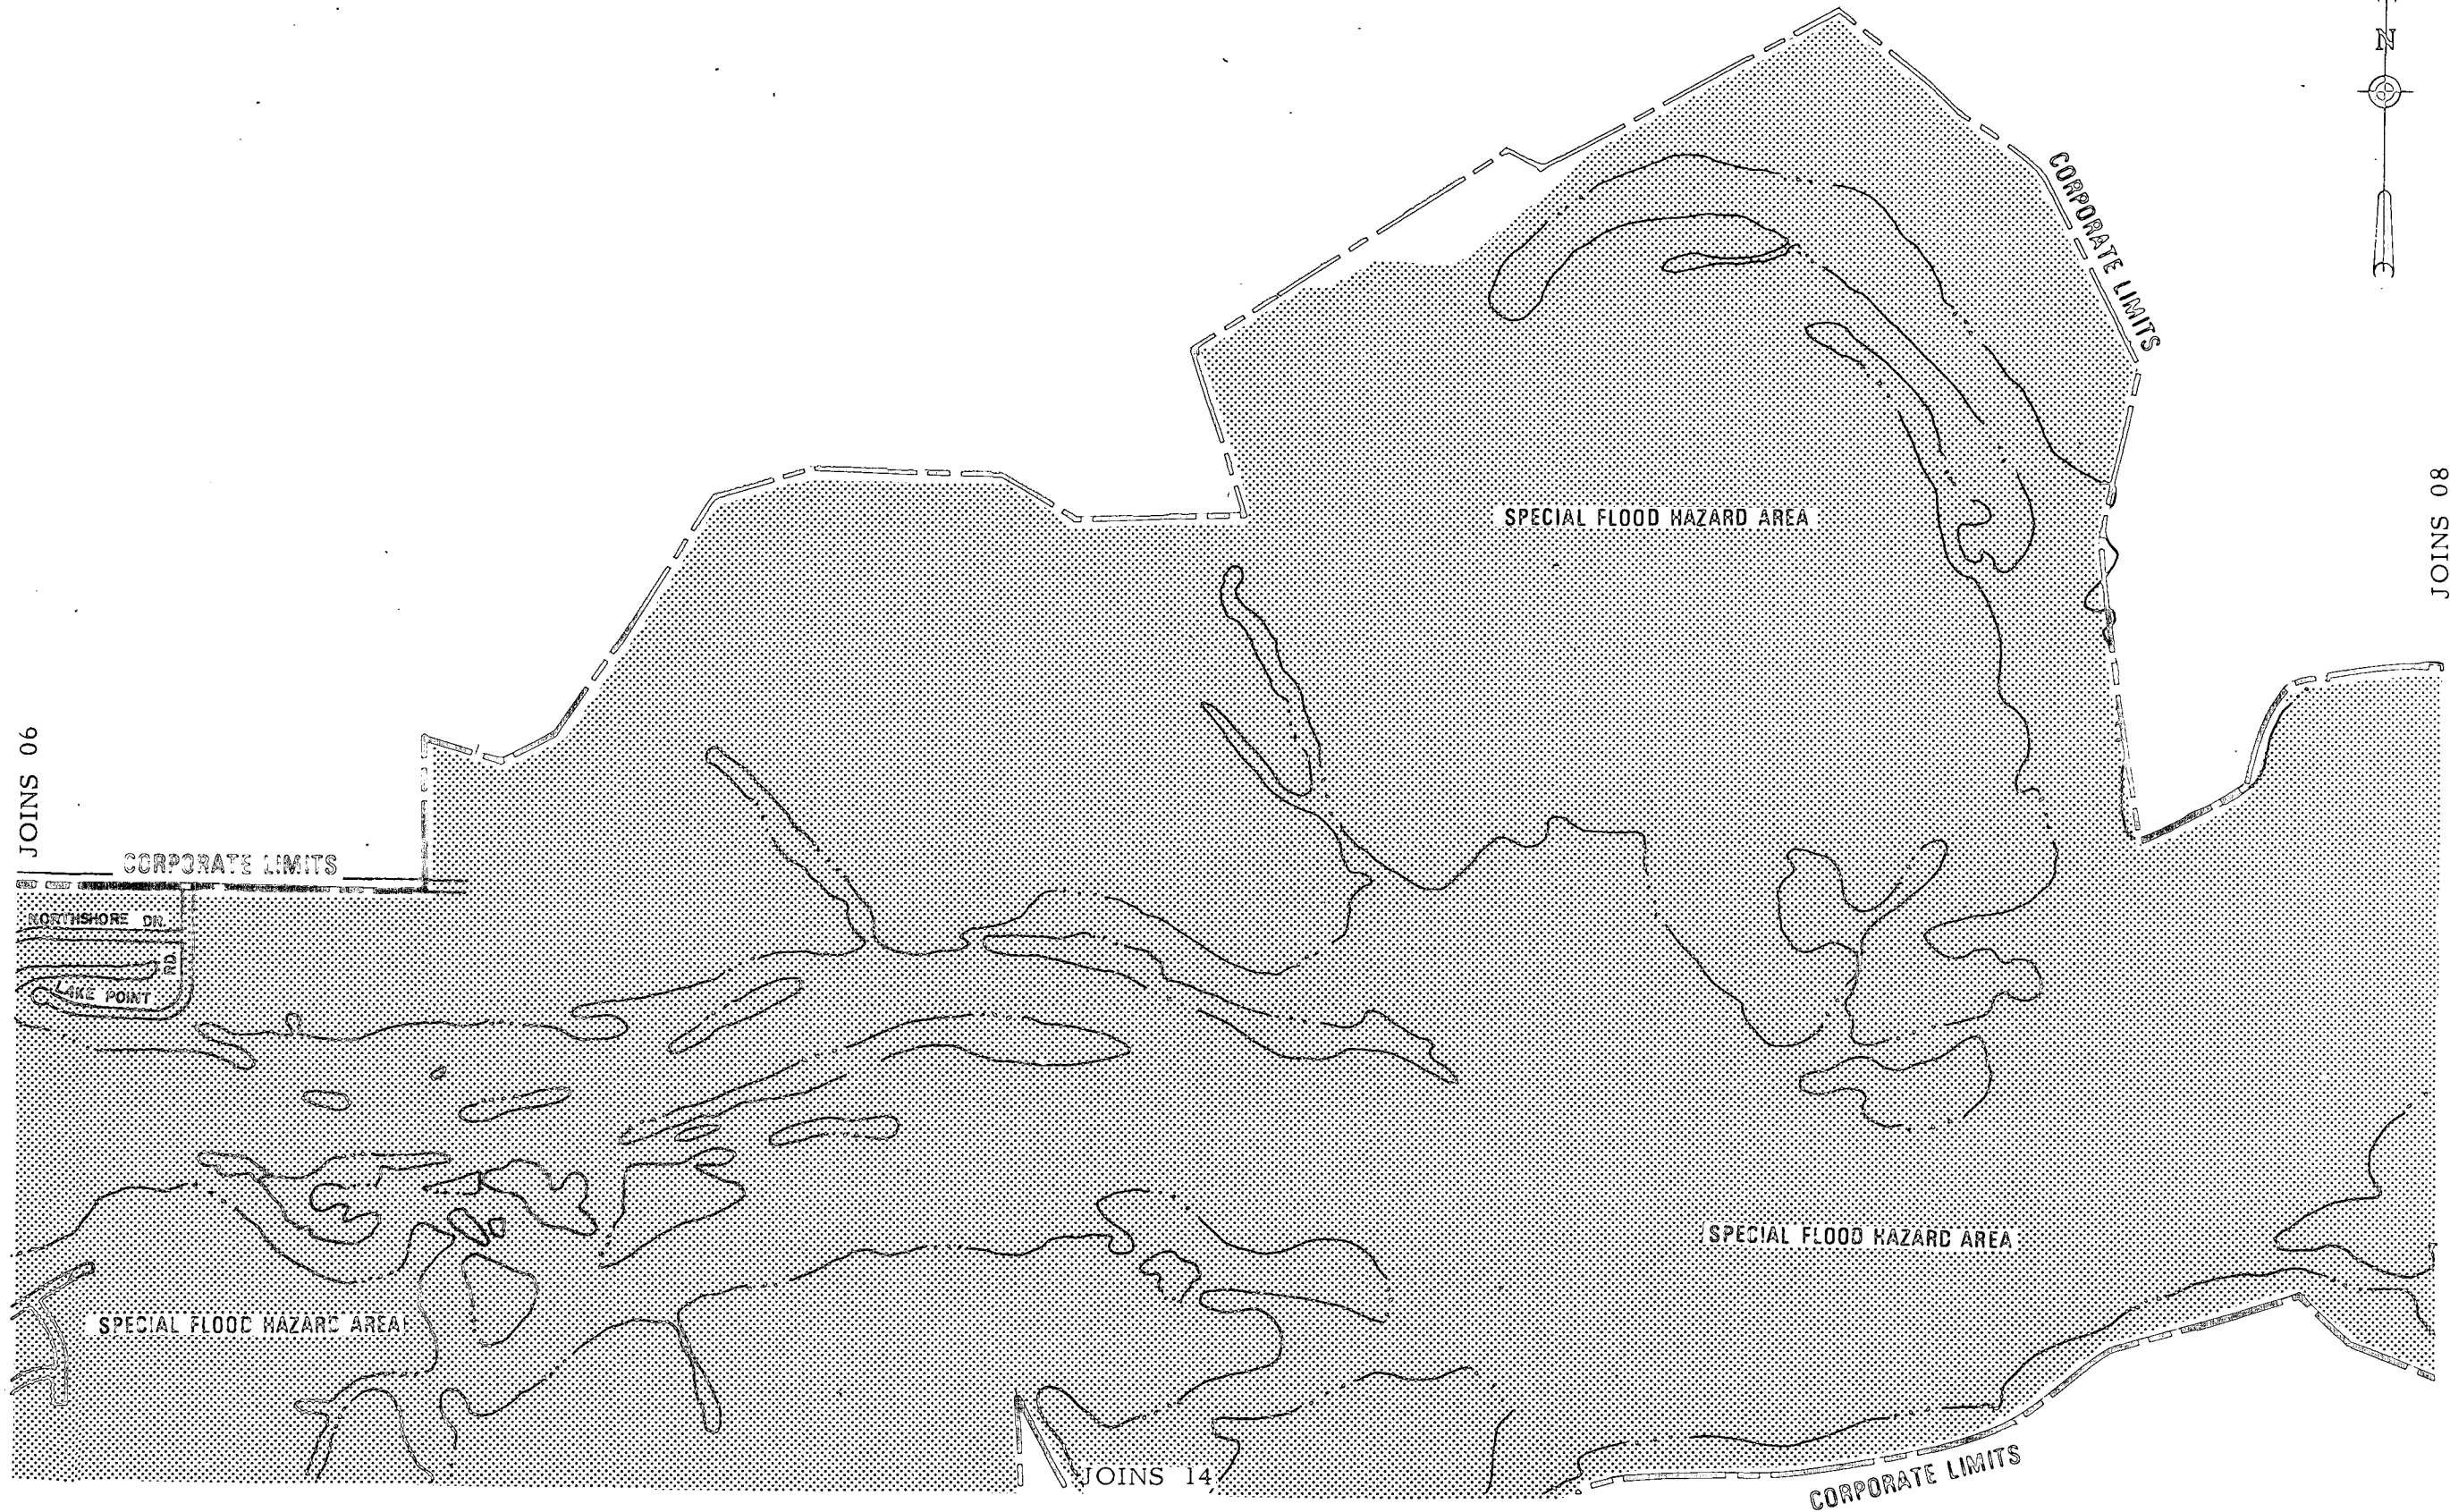 N
CORPORATE LIMITS
SPECIAL FLOOD HAZARD AREA
JOINS 08
JOINS 06
CORPORATE LIMITS
NORTHSHORE DR.
RD.
LAKE POINT
SPECIAL FLOOD HAZARD AREA
SPECIAL FLOOD HAZARD AREA
JOINS 14
CORPORATE LIMITS